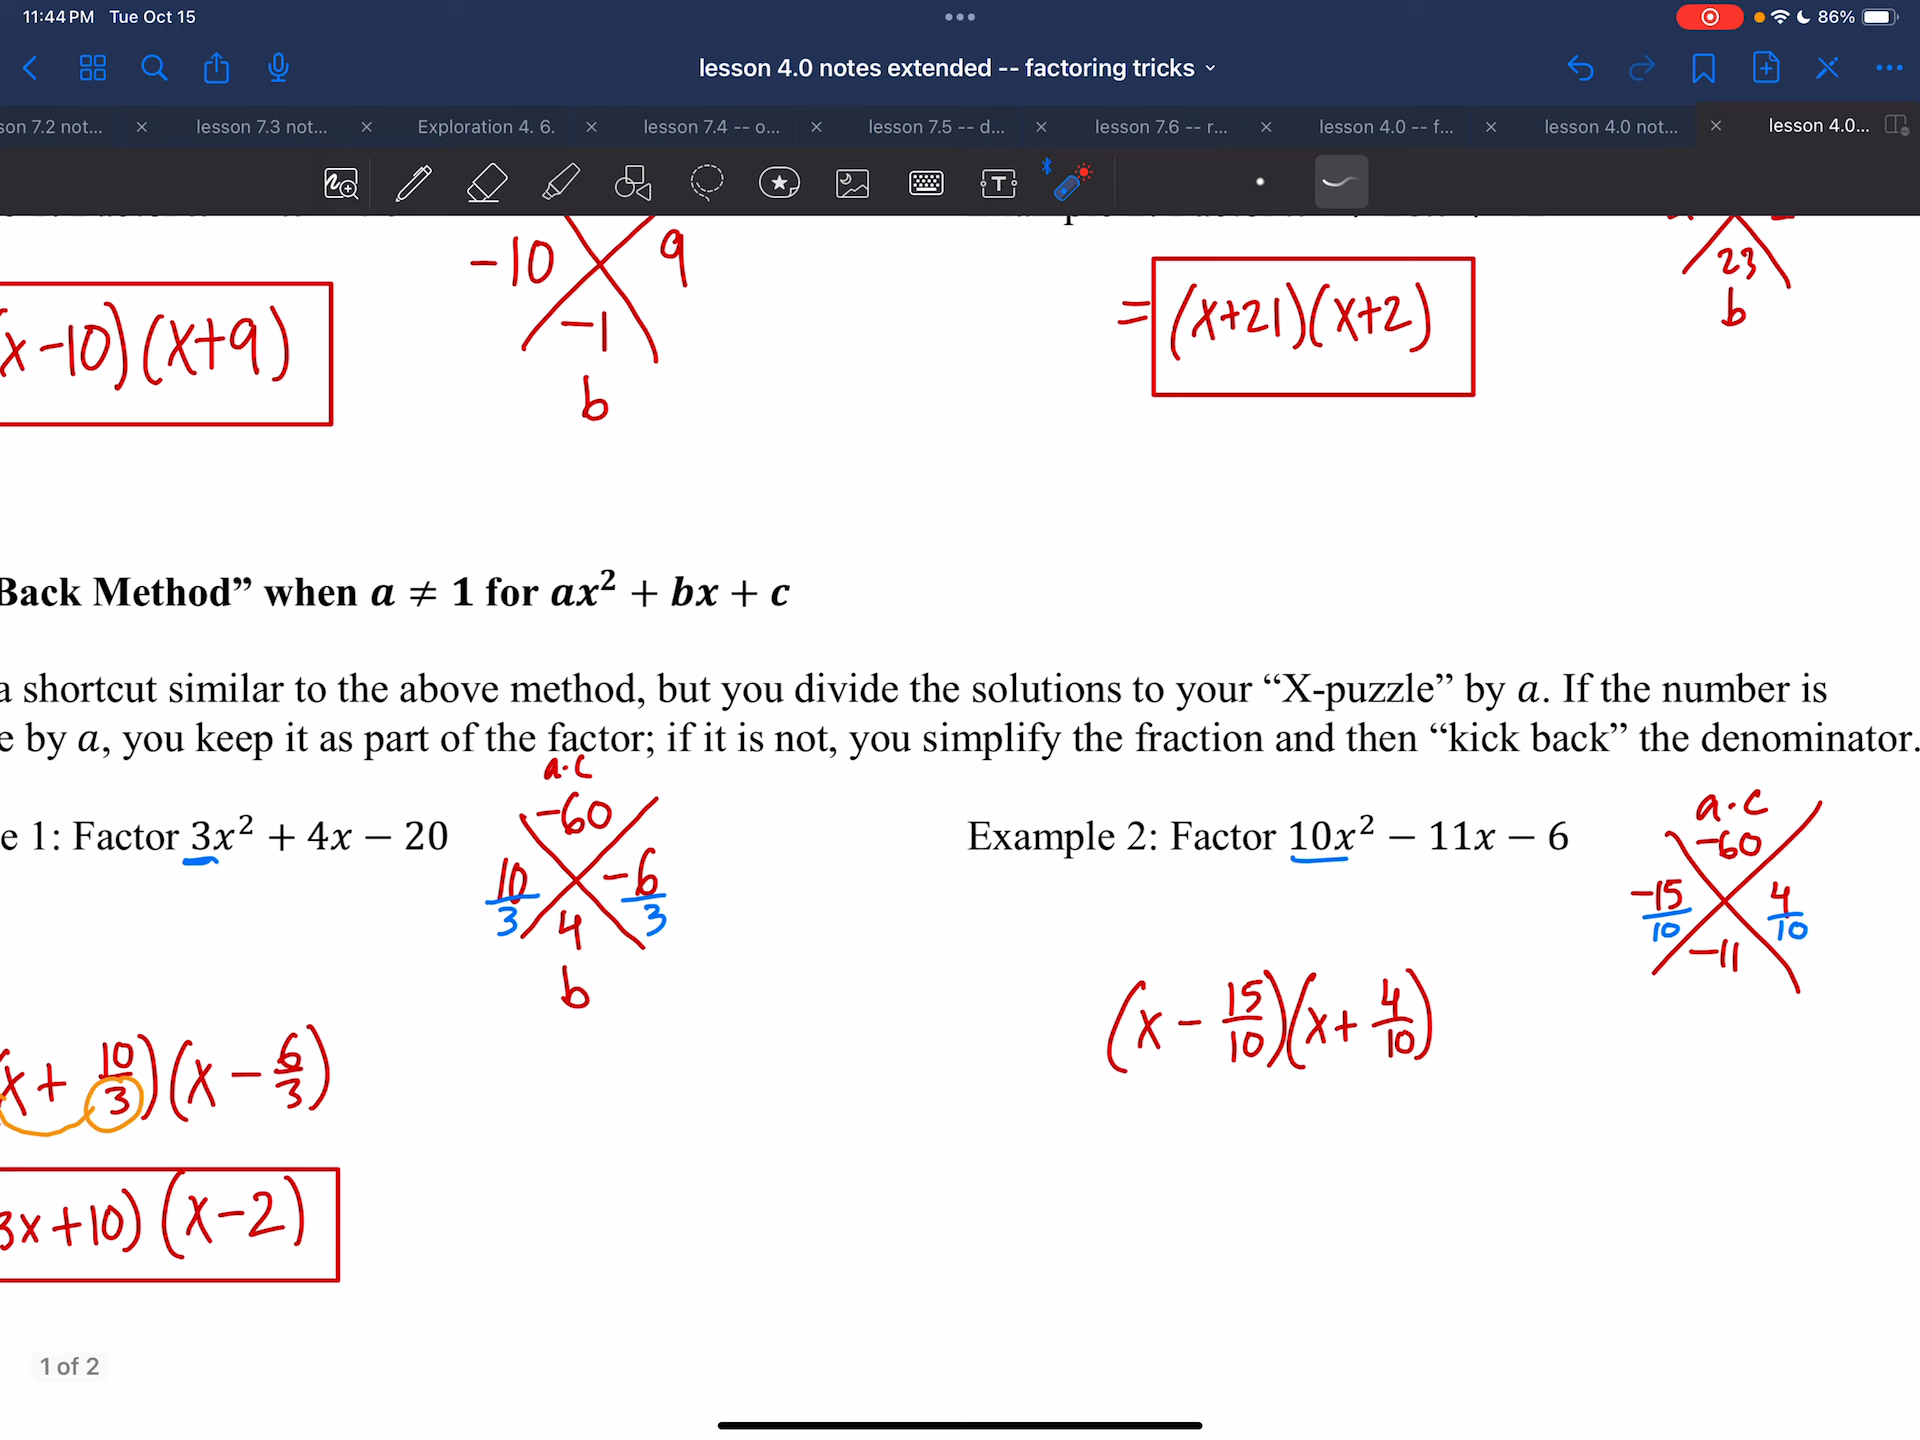 11:44 PM Tue Oct 15
86%
lesson 4.0 notes extended -- factoring tricks
son 7.2 not... lesson 7.3 not... Exploration 4. 6. lesson 7.4 -- o... lesson 7.5 -- d... lesson 7.6 -- r... lesson 4.0 -- f... lesson 4.0 not... lesson 4.0...
-10 9
-1
b
x-10)(x+9)
=(x+21)(x+2)
23
b
Back Method” when a ≠ 1 for ax² + bx + c
a shortcut similar to the above method, but you divide the solutions to your “X-puzzle” by a. If the number is
e by a, you keep it as part of the factor; if it is not, you simplify the fraction and then “kick back” the denominator.
e 1: Factor 3x² + 4x − 20
a·c
-60
10/3 -6/3
4
b
x + 10/3)(x - 6/3)
3x+10)(x-2)
Example 2: Factor 10x² − 11x − 6
a·c
-60
-15/10 4/10
-11
(x - 15/10)(x + 4/10)
1 of 2